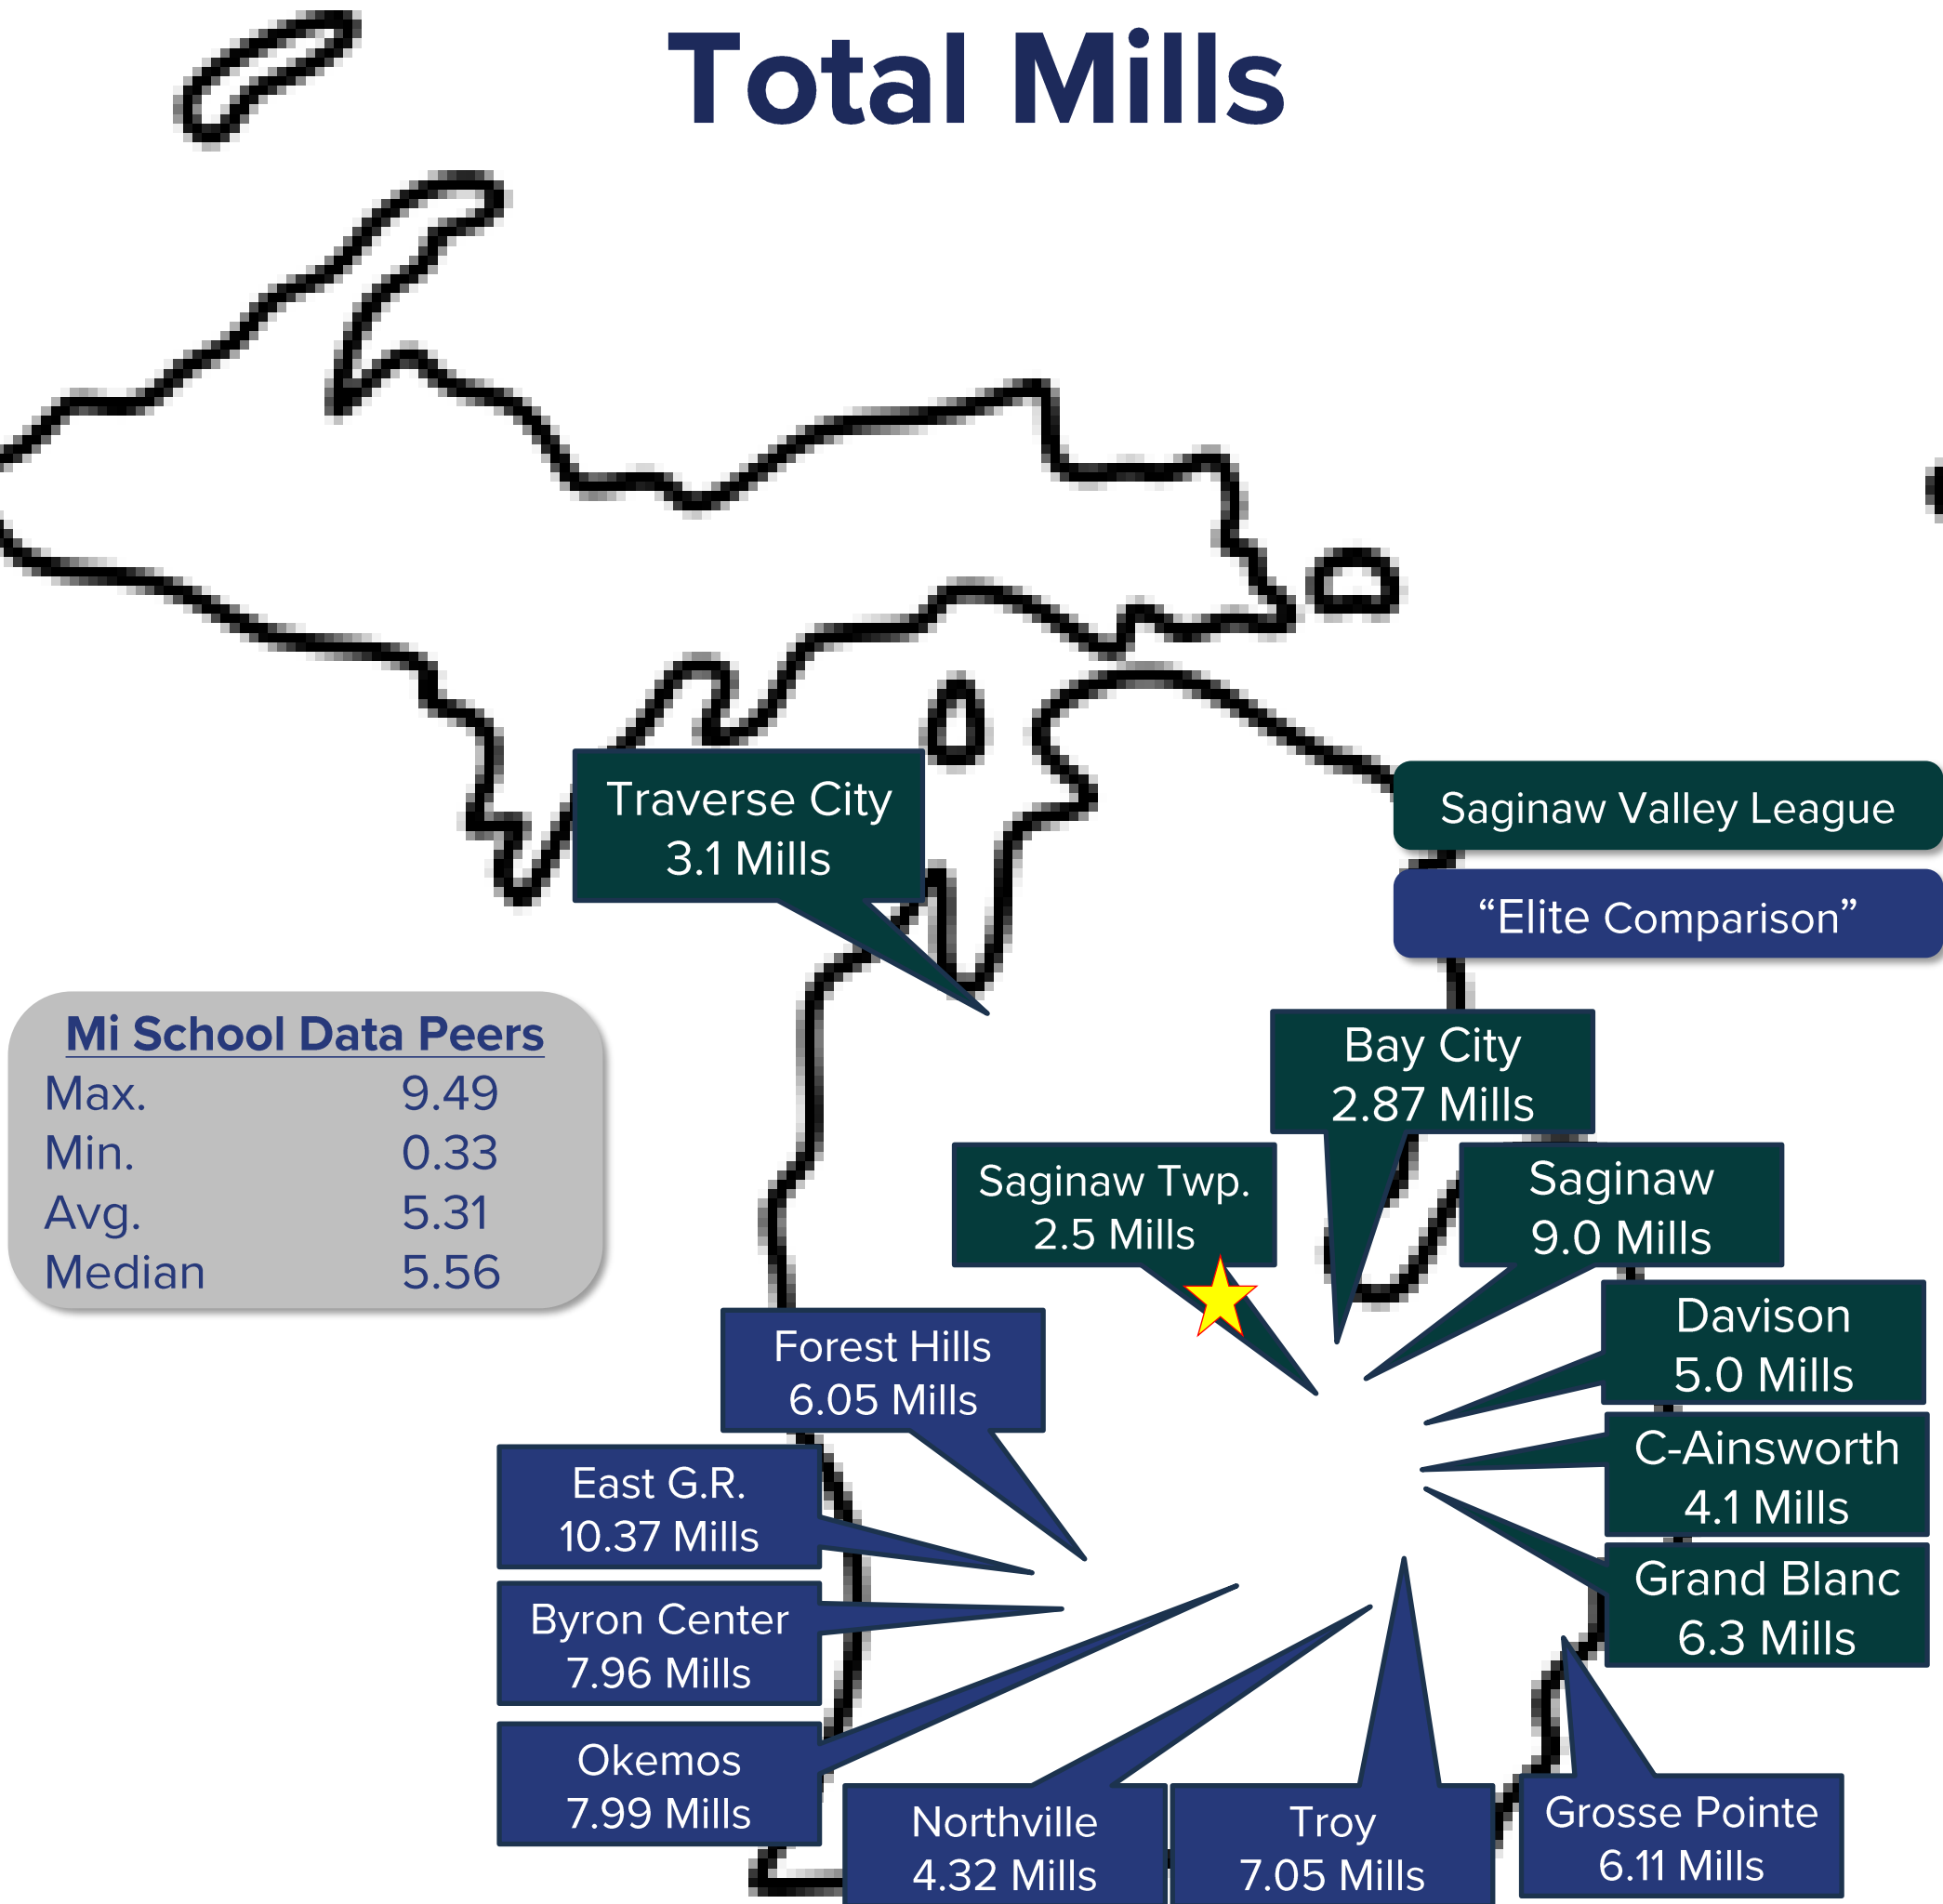 Total Mills
Traverse City
3.1 Mills
Saginaw Valley League
“Elite Comparison”
Mi School Data Peers
Max. 9.49
Min. 0.33
Avg. 5.31
Median 5.56
Bay City
2.87 Mills
Saginaw Twp.
2.5 Mills
Saginaw
9.0 Mills
Davison
5.0 Mills
Forest Hills
6.05 Mills
C-Ainsworth
4.1 Mills
East G.R.
10.37 Mills
Grand Blanc
6.3 Mills
Byron Center
7.96 Mills
Okemos
7.99 Mills
Northville
4.32 Mills
Troy
7.05 Mills
Grosse Pointe
6.11 Mills